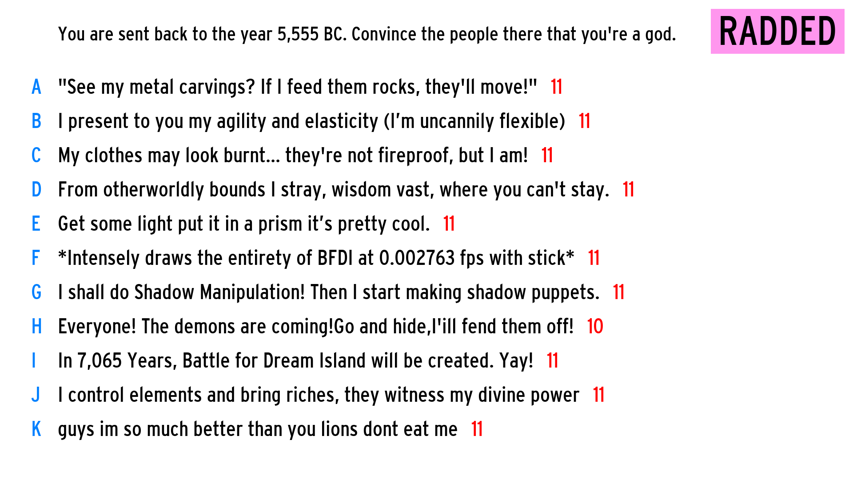 You are sent back to the year 5,555 BC. Convince the people there that you're a god.
RADDED
A "See my metal carvings? If I feed them rocks, they'll move!" 11
B I present to you my agility and elasticity (I'm uncannily flexible) 11
C My clothes may look burnt... they're not fireproof, but I am! 11
D From otherworldly bounds I stray, wisdom vast, where you can't stay. 11
E Get some light put it in a prism it's pretty cool. 11
F *Intensely draws the entirety of BFDI at 0.002763 fps with stick* 11
G I shall do Shadow Manipulation! Then I start making shadow puppets. 11
H Everyone! The demons are coming!Go and hide,I'ill fend them off! 10
I In 7,065 Years, Battle for Dream Island will be created. Yay! 11
J I control elements and bring riches, they witness my divine power 11
K guys im so much better than you lions dont eat me 11